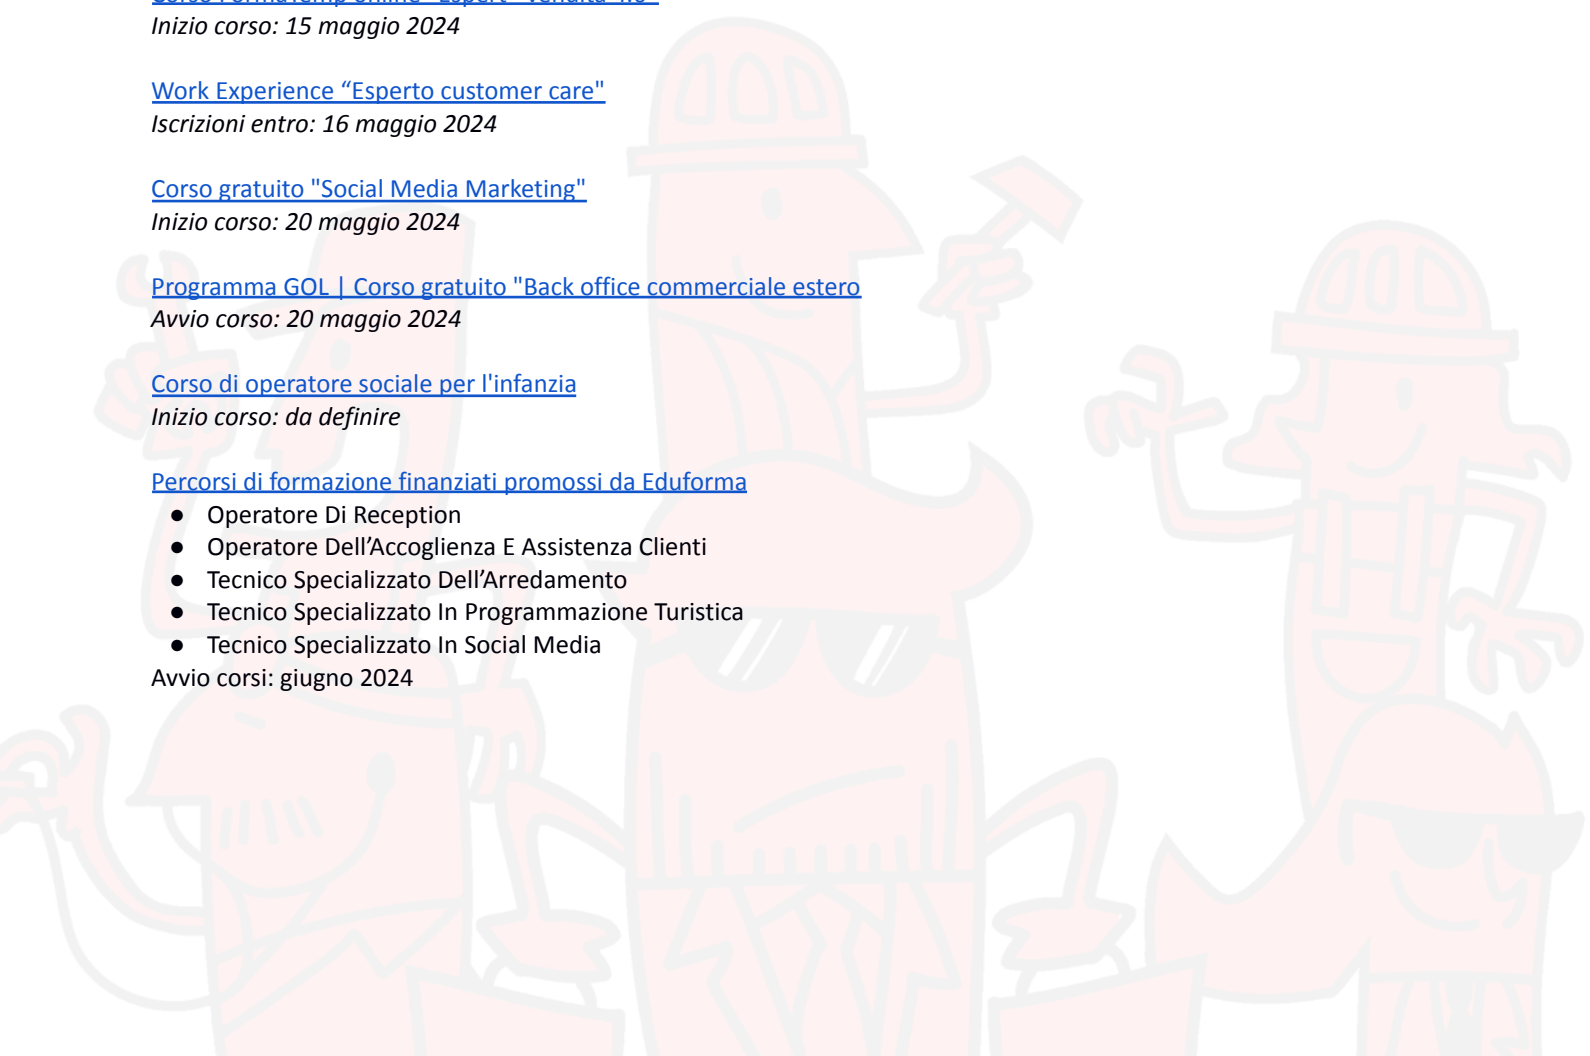 Inizio corso: 15 maggio 2024
Work Experience “Esperto customer care"
Iscrizioni entro: 16 maggio 2024
Corso gratuito "Social Media Marketing"
Inizio corso: 20 maggio 2024
Programma GOL | Corso gratuito "Back office commerciale estero
Avvio corso: 20 maggio 2024
Corso di operatore sociale per l'infanzia
Inizio corso: da definire
Percorsi di formazione finanziati promossi da Eduforma
● Operatore Di Reception
● Operatore Dell’Accoglienza E Assistenza Clienti
● Tecnico Specializzato Dell’Arredamento
● Tecnico Specializzato In Programmazione Turistica
● Tecnico Specializzato In Social Media
Avvio corsi: giugno 2024